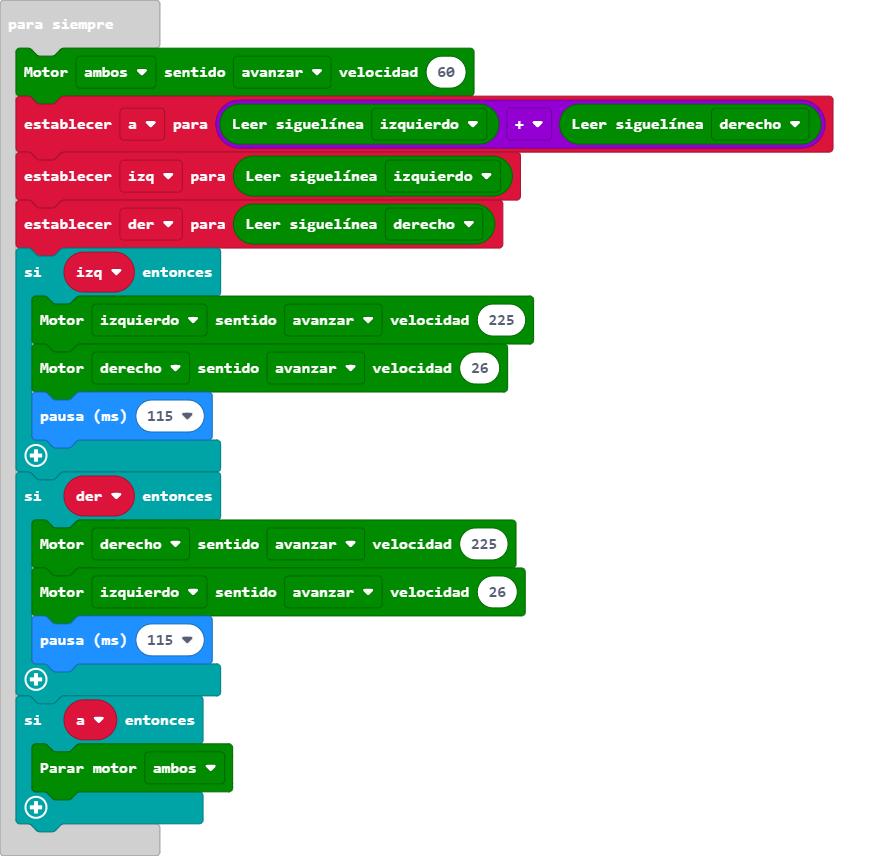 para siempre
Motor ambos sentido avanzar velocidad 60
establecer a para Leer siguelínea izquierdo + Leer siguelínea derecho
establecer izq para Leer siguelínea izquierdo
establecer der para Leer siguelínea derecho
si izq entonces
Motor izquierdo sentido avanzar velocidad 225
Motor derecho sentido avanzar velocidad 26
pausa (ms) 115
si der entonces
Motor derecho sentido avanzar velocidad 225
Motor izquierdo sentido avanzar velocidad 26
pausa (ms) 115
si a entonces
Parar motor ambos